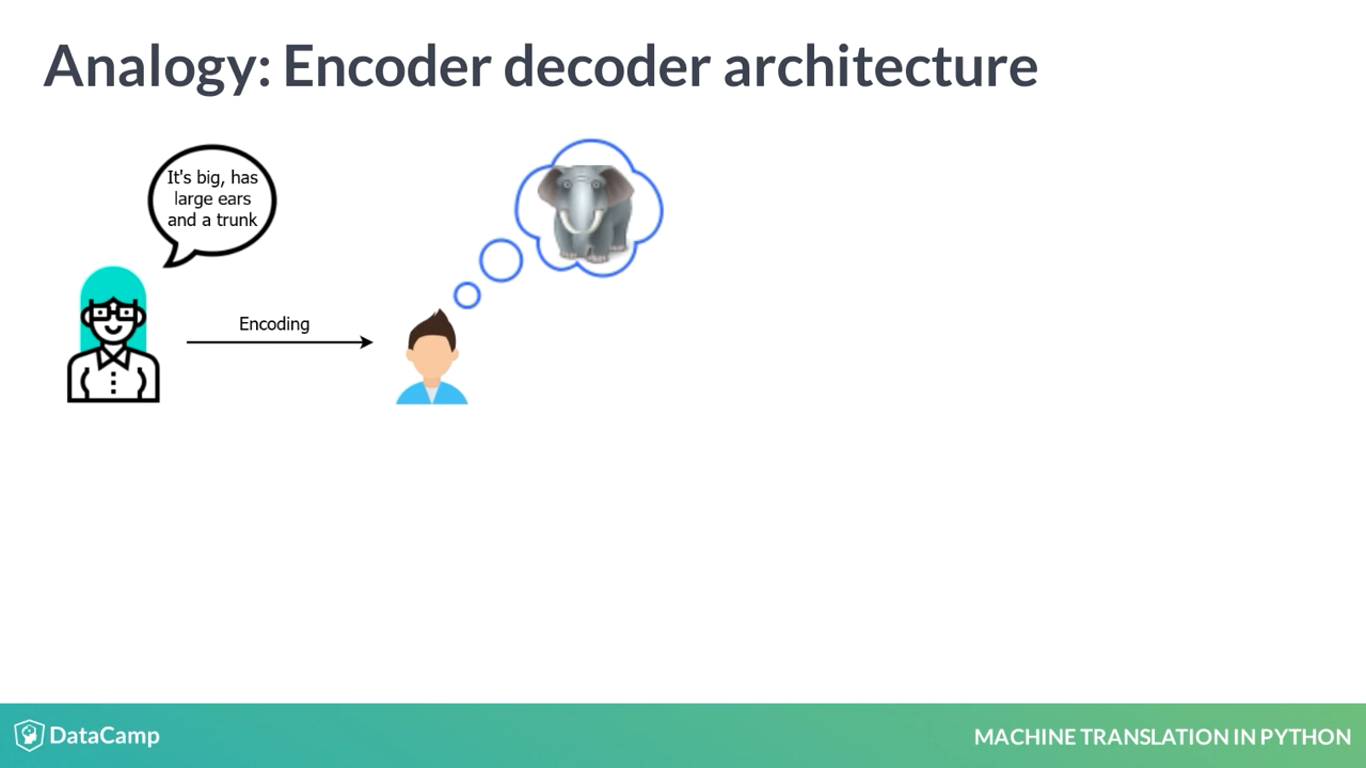 Analogy: Encoder decoder architecture
It's big, has
large ears
and a trunk
Encoding
DataCamp
MACHINE TRANSLATION IN PYTHON